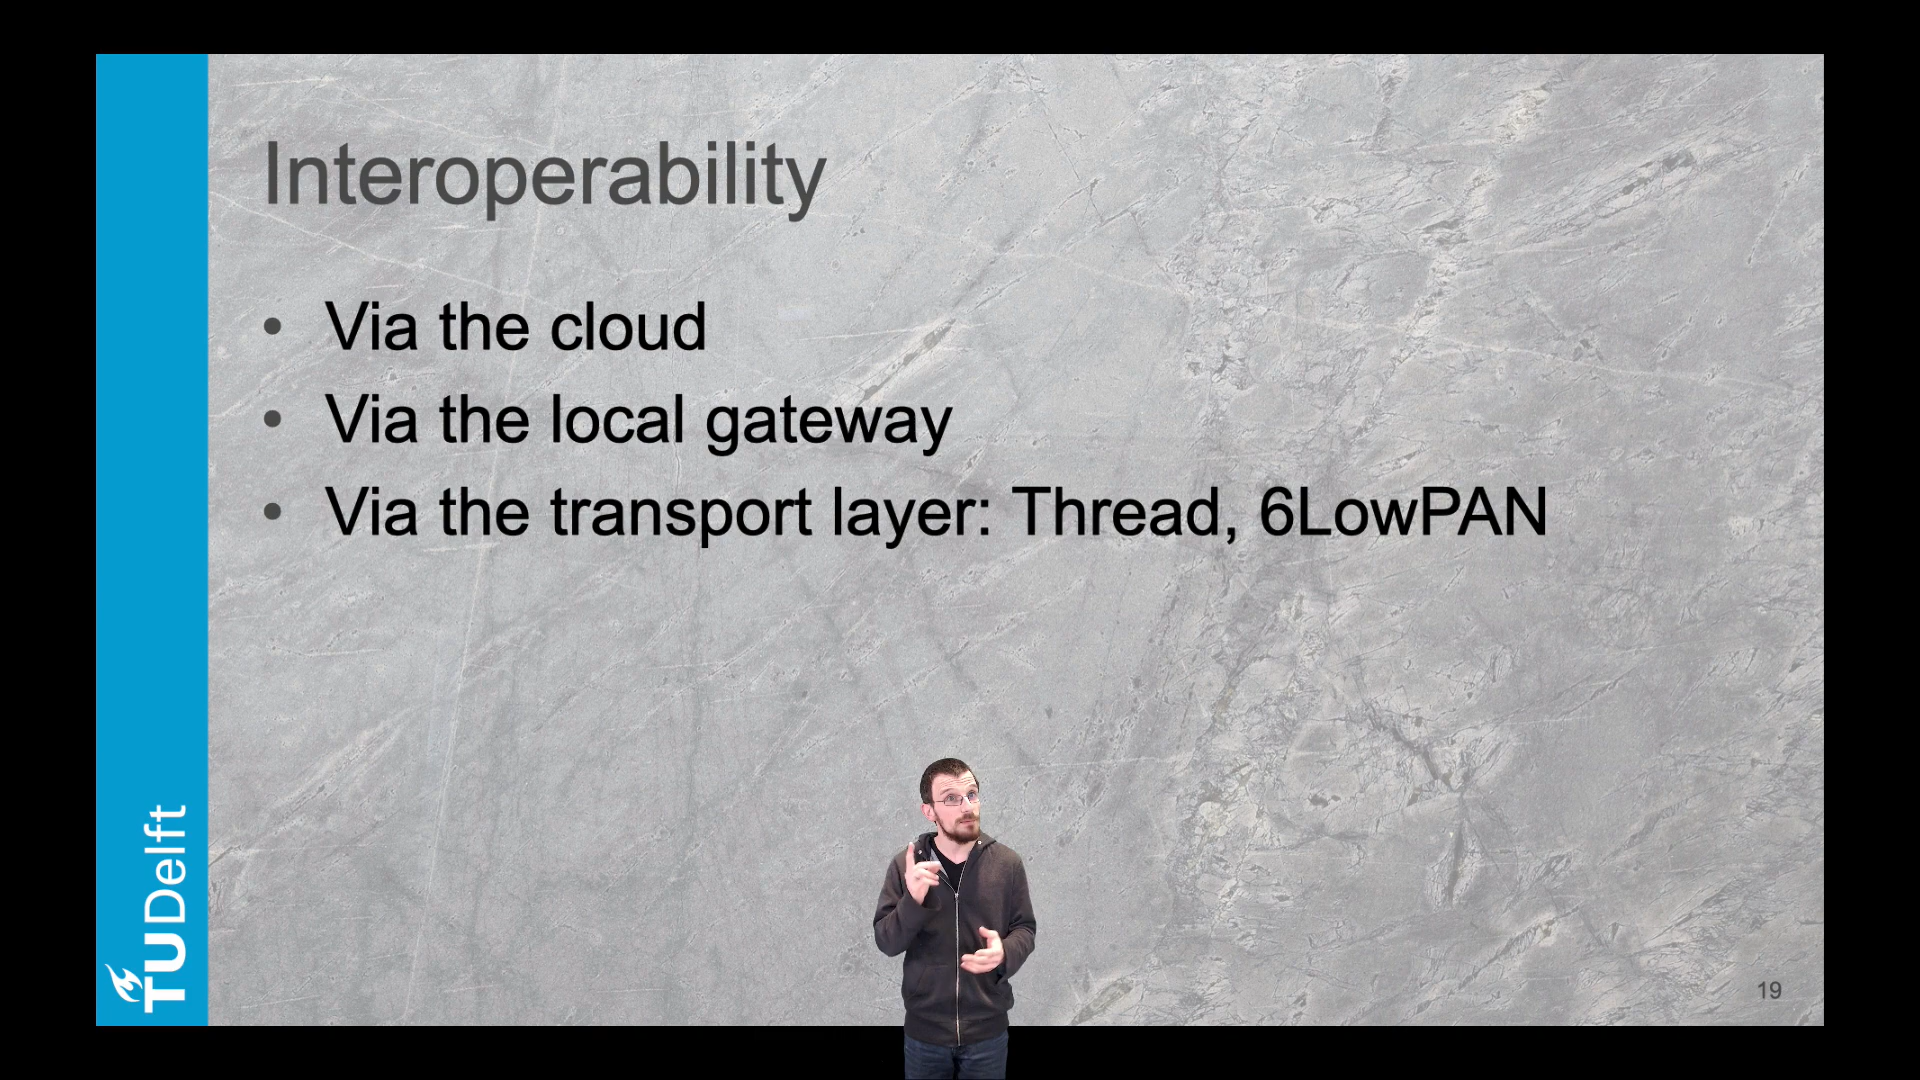 Interoperability
• Via the cloud
• Via the local gateway
• Via the transport layer: Thread, 6LowPAN
TUDelft
19